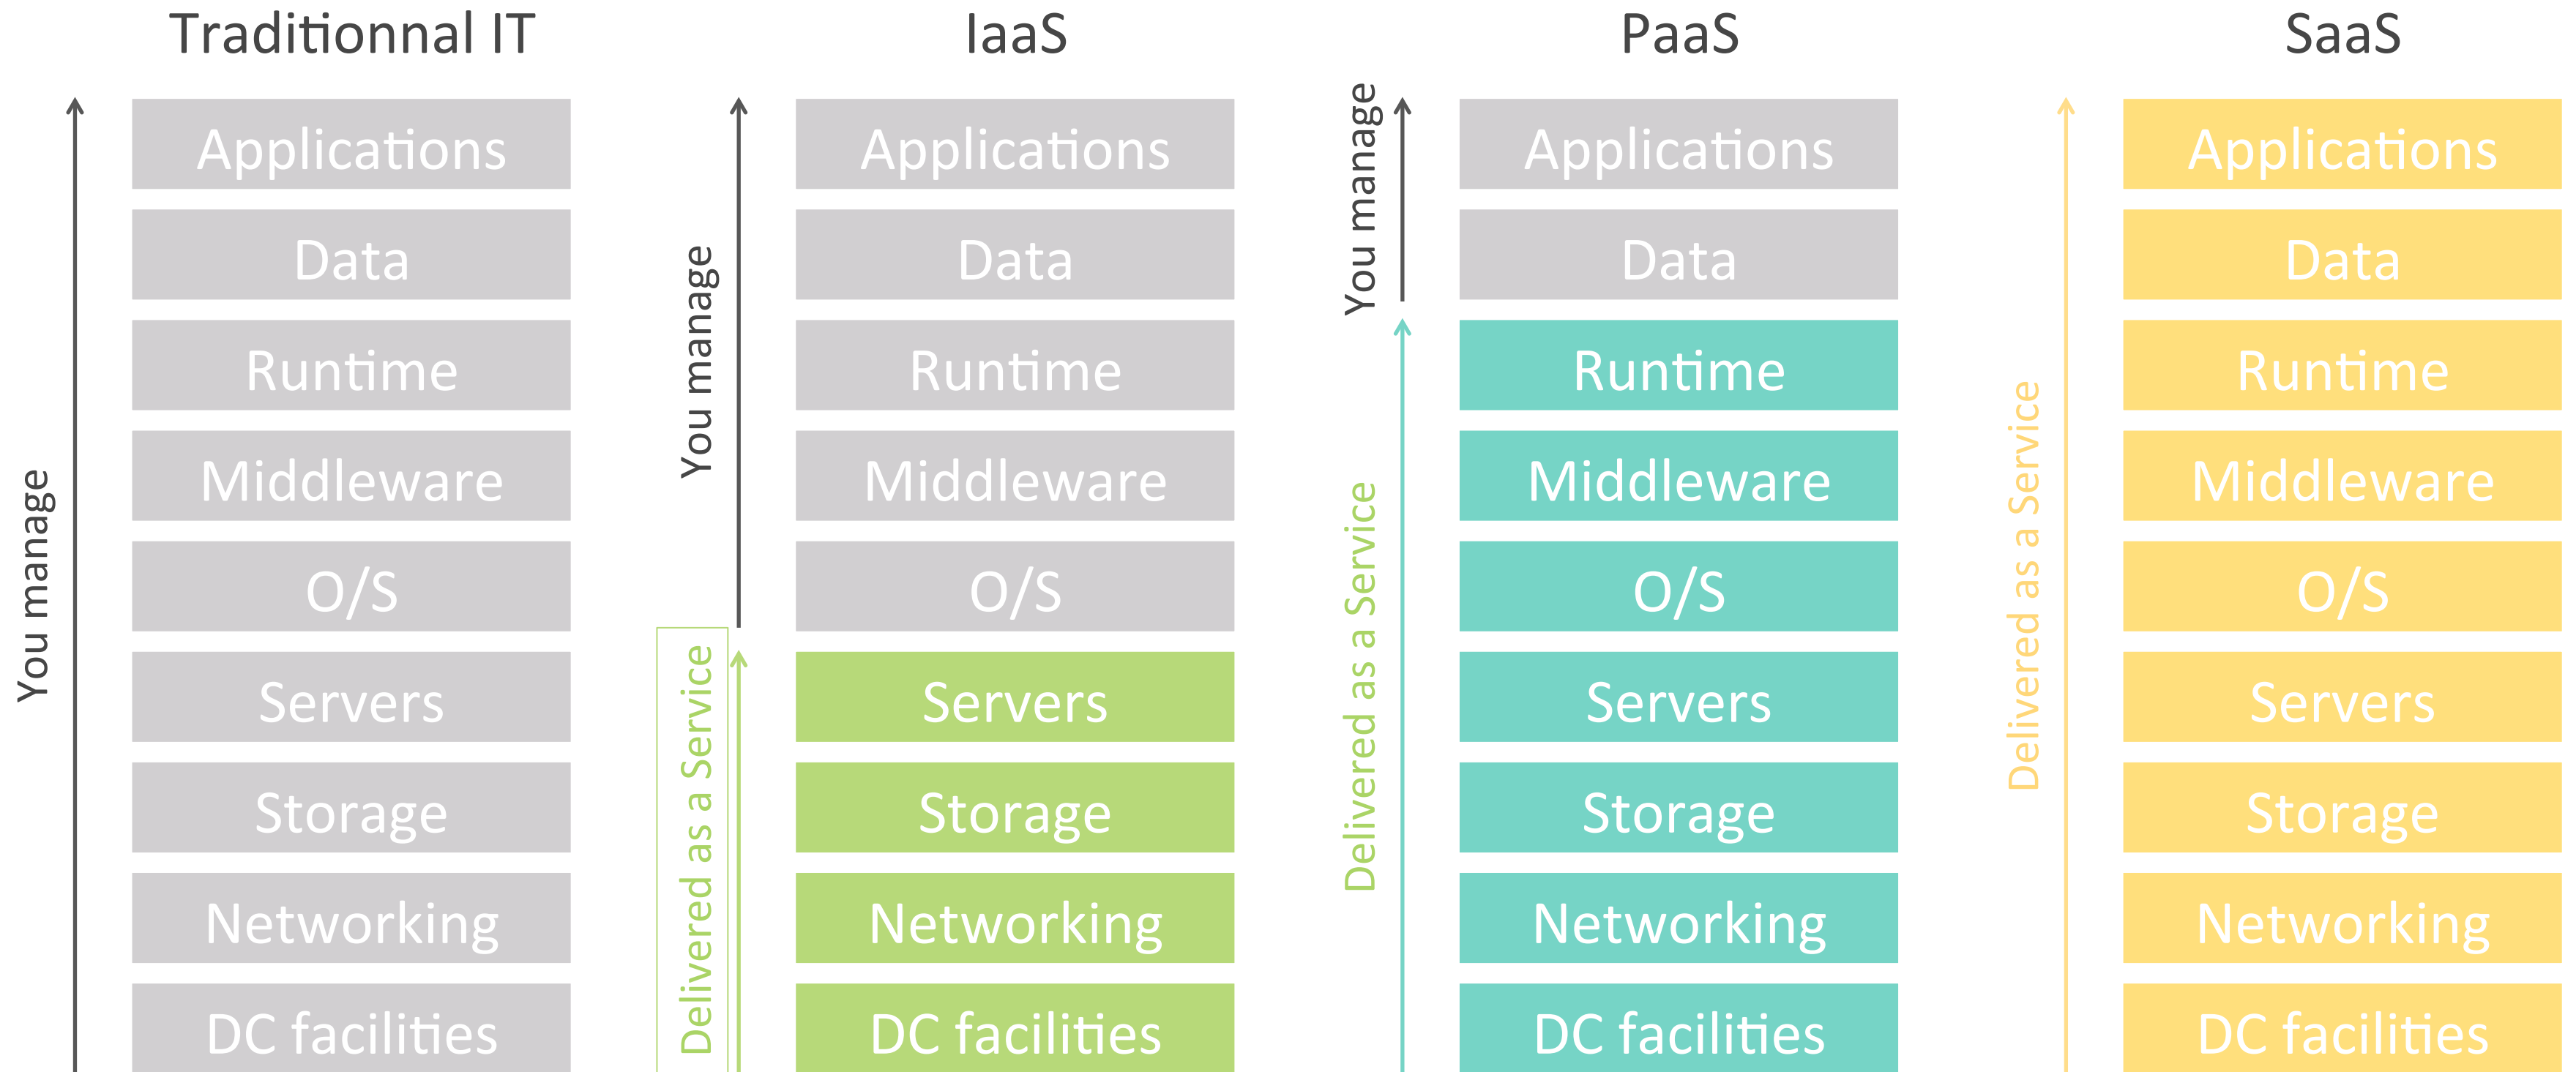 Traditionnal IT
You manage
Applications
Data
Runtime
Middleware
O/S
Servers
Storage
Networking
DC facilities
IaaS
You manage
Delivered as a Service
Applications
Data
Runtime
Middleware
O/S
Servers
Storage
Networking
DC facilities
PaaS
You manage
Delivered as a Service
Applications
Data
Runtime
Middleware
O/S
Servers
Storage
Networking
DC facilities
SaaS
Delivered as a Service
Applications
Data
Runtime
Middleware
O/S
Servers
Storage
Networking
DC facilities